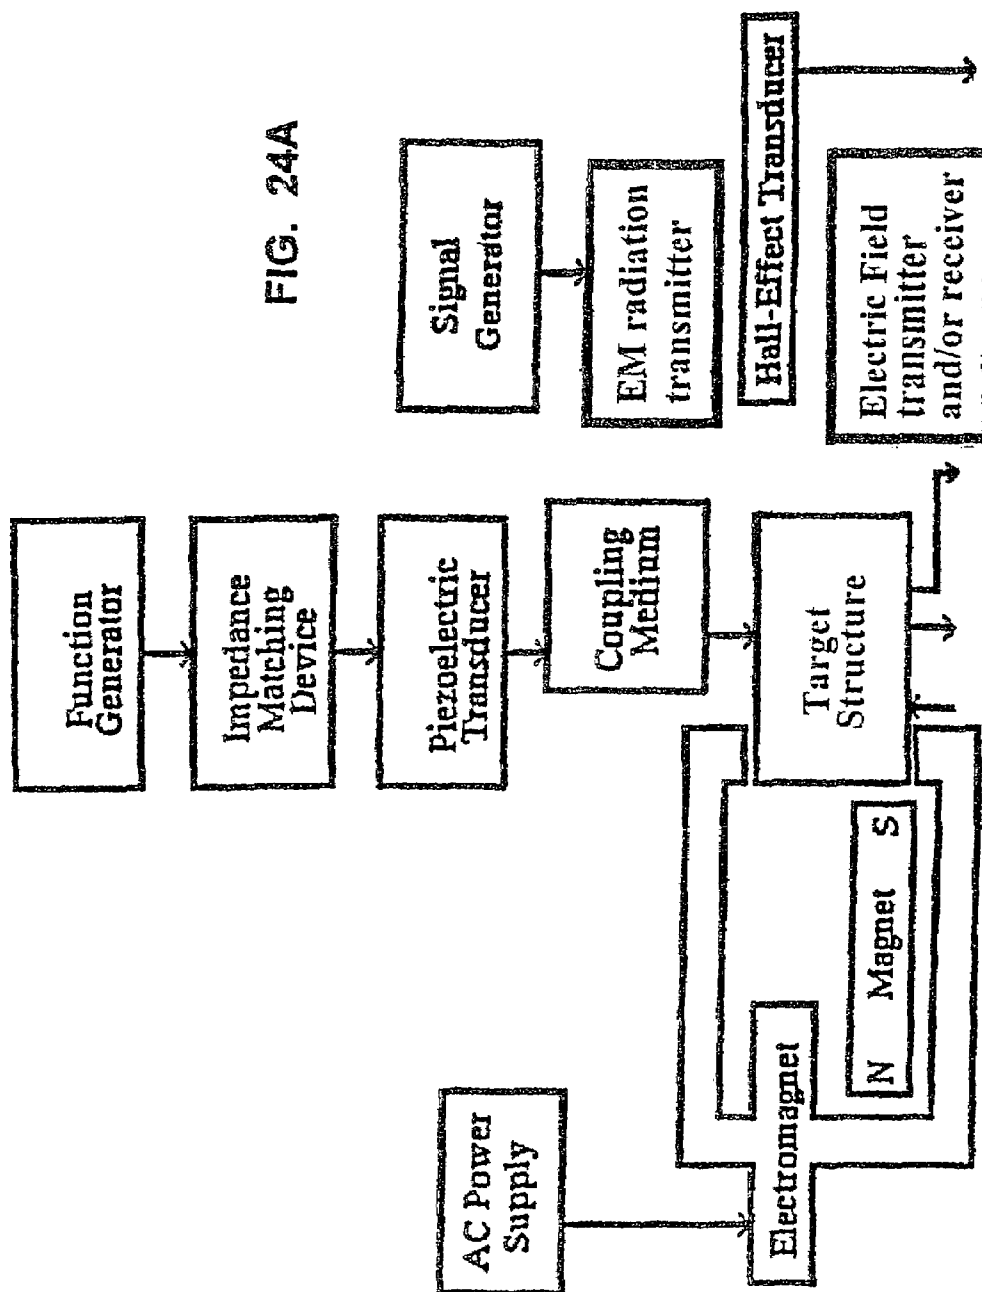 FIG. 24A
Function
Generator
Impedance
Matching
Device
Piezoelectric
Transducer
Coupling
Medium
Target
Structure
Signal
Generator
EM radiation
transmitter
Hall-Effect Transducer
Electric Field
transmitter
and/or receiver
AC Power
Supply
Electromagnet
N Magnet S